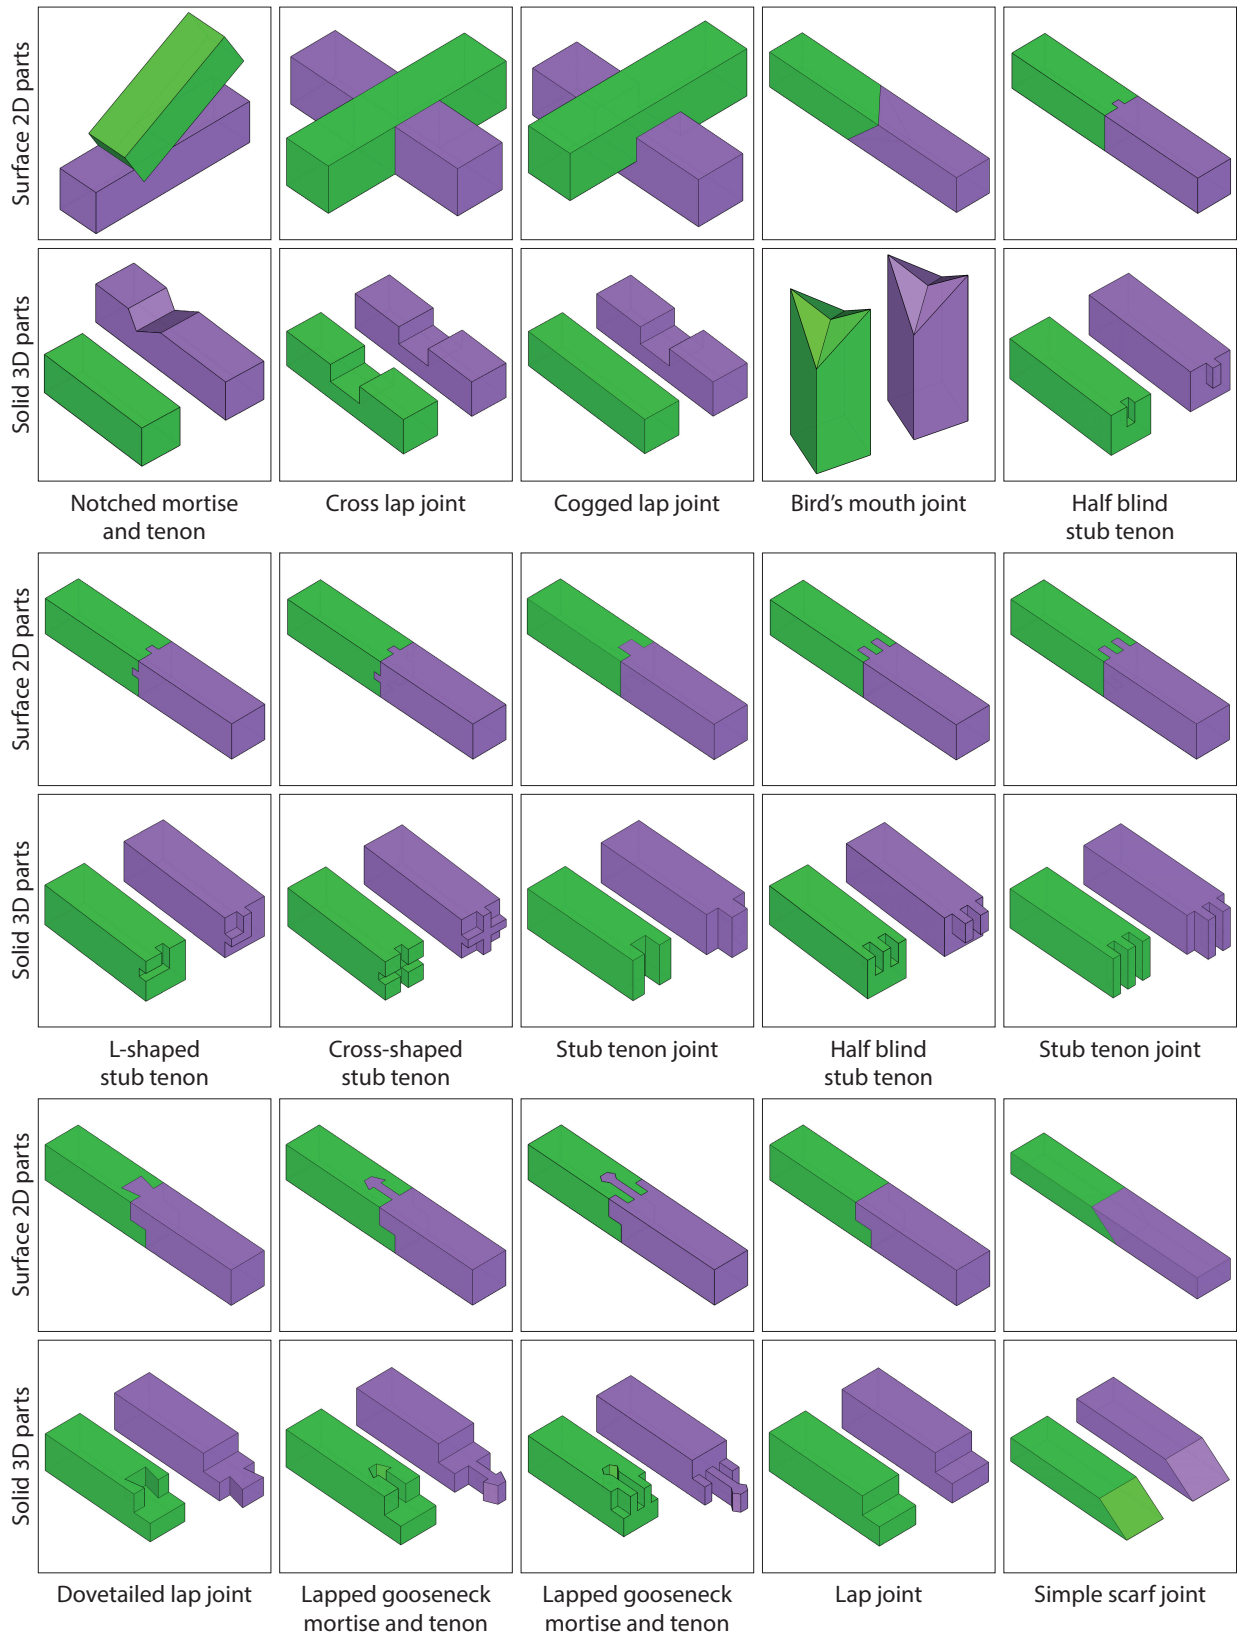 Surface 2D parts
Solid 3D parts
Notched mortise
and tenon
Cross lap joint
Cogged lap joint
Bird's mouth joint
Half blind
stub tenon
Surface 2D parts
Solid 3D parts
L-shaped
stub tenon
Cross-shaped
stub tenon
Stub tenon joint
Half blind
stub tenon
Stub tenon joint
Surface 2D parts
Solid 3D parts
Dovetailed lap joint
Lapped gooseneck
mortise and tenon
Lapped gooseneck
mortise and tenon
Lap joint
Simple scarf joint